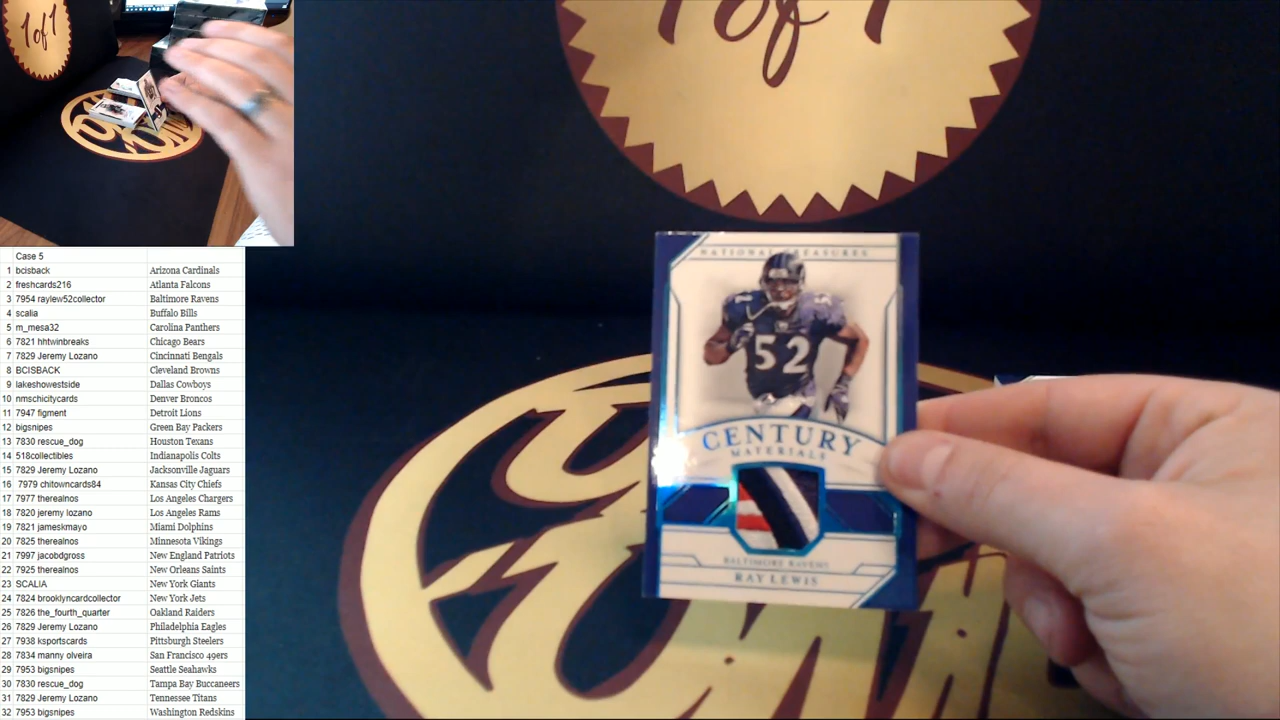 1 of 1
1 of 1
Case 5
1 bcisback Arizona Cardinals
2 freshcards216 Atlanta Falcons
3 7954 raylew52collector Baltimore Ravens
4 scalia Buffalo Bills
5 m_mesa32 Carolina Panthers
6 7821 hhtwinbreaks Chicago Bears
7 7829 Jeremy Lozano Cincinnati Bengals
8 BCISBACK Cleveland Browns
9 lakeshowestside Dallas Cowboys
10 nmschicitycards Denver Broncos
11 7947 figment Detroit Lions
12 bigsnipes Green Bay Packers
13 7830 rescue_dog Houston Texans
14 518collectibles Indianapolis Colts
15 7829 Jeremy Lozano Jacksonville Jaguars
16 7979 chitowncards84 Kansas City Chiefs
17 7977 therealnos Los Angeles Chargers
18 7820 jeremy lozano Los Angeles Rams
19 7821 jameskmayo Miami Dolphins
20 7825 therealnos Minnesota Vikings
21 7997 jacobdgross New England Patriots
22 7925 therealnos New Orleans Saints
23 SCALIA New York Giants
24 7824 brooklyncardcollector New York Jets
25 7826 the_fourth_quarter Oakland Raiders
26 7829 Jeremy Lozano Philadelphia Eagles
27 7938 ksportscards Pittsburgh Steelers
28 7834 manny olveira San Francisco 49ers
29 7953 bigsnipes Seattle Seahawks
30 7830 rescue_dog Tampa Bay Buccaneers
31 7829 Jeremy Lozano Tennessee Titans
32 7953 bigsnipes Washington Redskins
NATIONAL TREASURES
52
52
CENTURY
MATERIALS
BALTIMORE RAVENS
RAY LEWIS